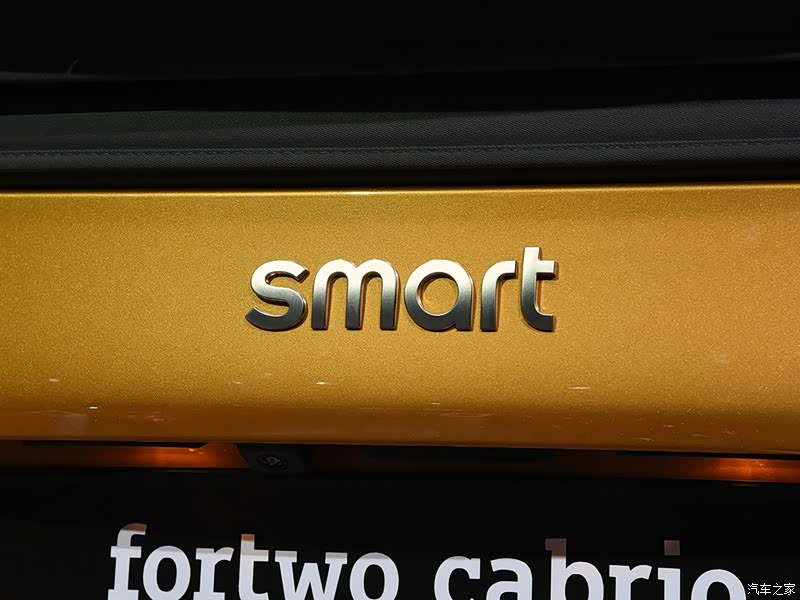 smart
fortwo cabrio
汽车之家